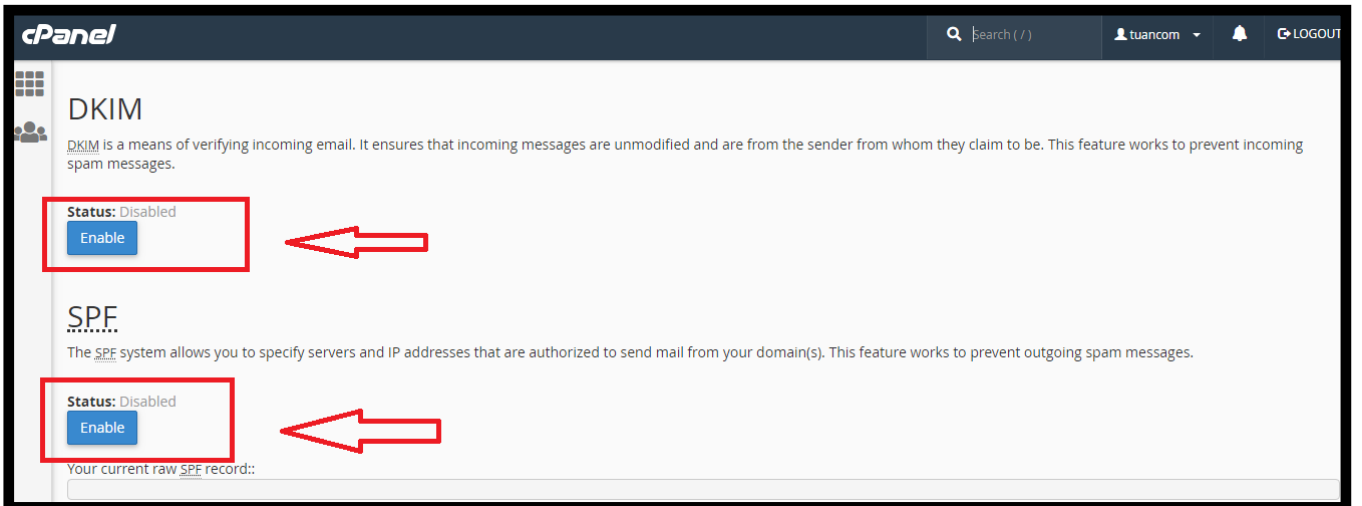 cPanel
Search ( / )
tuancom
LOGOUT
DKIM
DKIM is a means of verifying incoming email. It ensures that incoming messages are unmodified and are from the sender from whom they claim to be. This feature works to prevent incoming
spam messages.
Status: Disabled
Enable
SPF
The SPF system allows you to specify servers and IP addresses that are authorized to send mail from your domain(s). This feature works to prevent outgoing spam messages.
Status: Disabled
Enable
Your current raw SPF record::